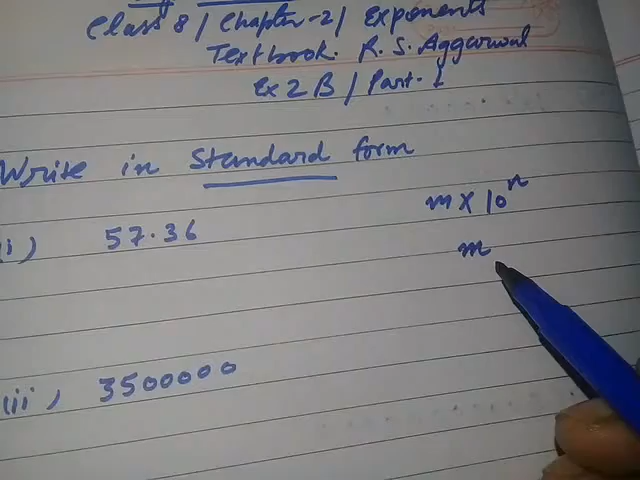 Class 8 / Chapter-2 / Exponents
Textbook. R. S. Aggarwal
Ex 2 B / Part-1
Write in Standard form
(i) 57.36
m × 10ⁿ
m
(ii) 3500000